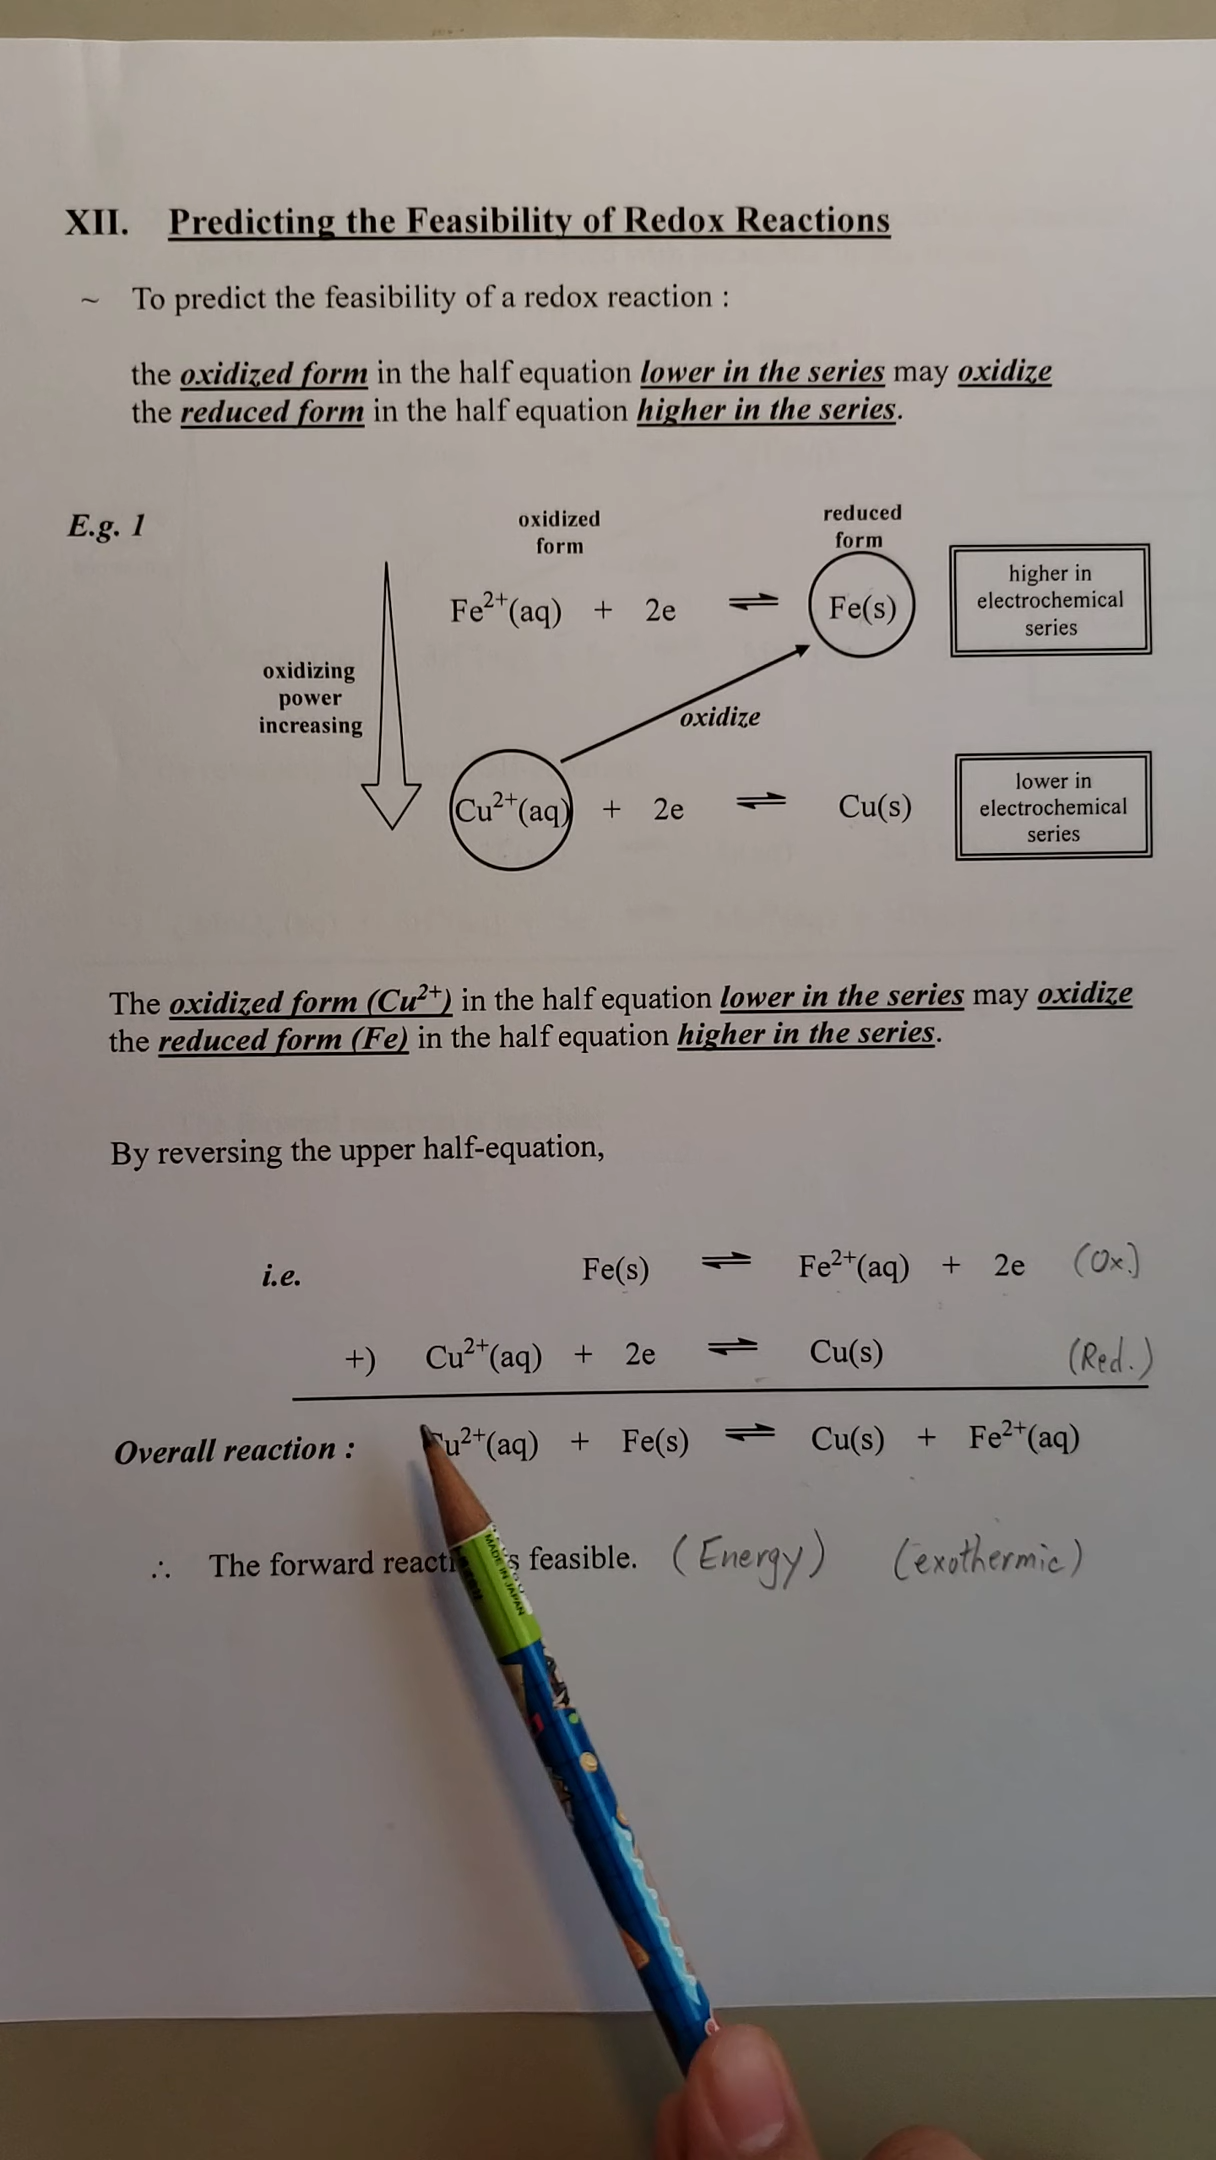 XII. Predicting the Feasibility of Redox Reactions
~ To predict the feasibility of a redox reaction :
the oxidized form in the half equation lower in the series may oxidize
the reduced form in the half equation higher in the series.
E.g. 1
oxidized
form
reduced
form
Fe²⁺(aq) + 2e ⇌ Fe(s)
higher in
electrochemical
series
oxidizing
power
increasing
oxidize
Cu²⁺(aq) + 2e ⇌ Cu(s)
lower in
electrochemical
series
The oxidized form (Cu²⁺) in the half equation lower in the series may oxidize
the reduced form (Fe) in the half equation higher in the series.
By reversing the upper half-equation,
i.e. Fe(s) ⇌ Fe²⁺(aq) + 2e (Ox.)
+) Cu²⁺(aq) + 2e ⇌ Cu(s) (Red.)
Overall reaction : Cu²⁺(aq) + Fe(s) ⇌ Cu(s) + Fe²⁺(aq)
∴ The forward feasible. (Energy) (exothermic)
MADE IN JAPAN